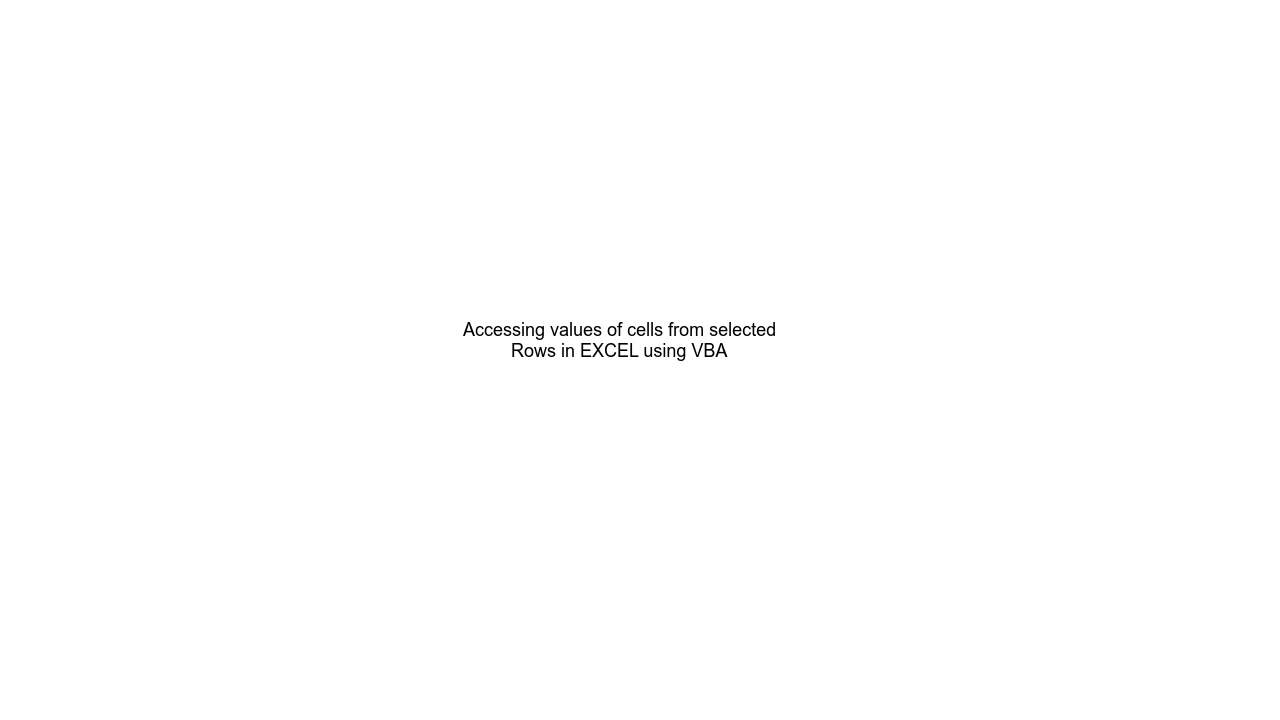 Accessing values of cells from selected
Rows in EXCEL using VBA